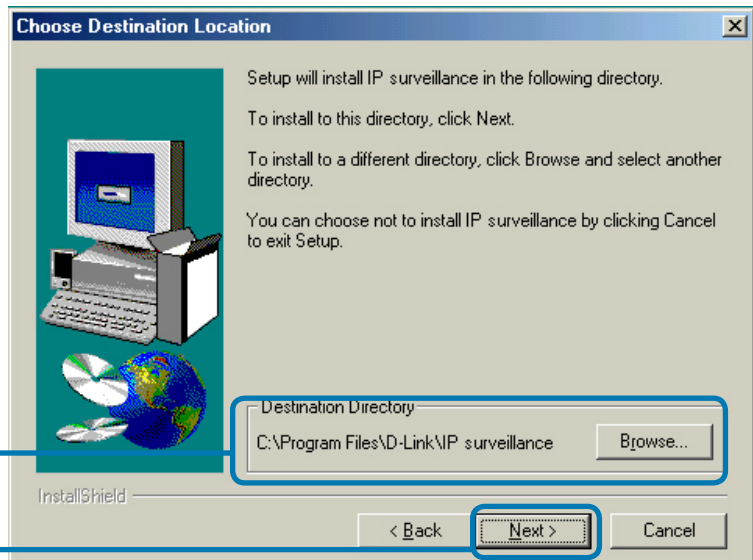 Choose Destination Location
Setup will install IP surveillance in the following directory.
To install to this directory, click Next.
To install to a different directory, click Browse and select another
directory.
You can choose not to install IP surveillance by clicking Cancel
to exit Setup.
Destination Directory
C:\Program Files\D-Link\IP surveillance
Browse...
InstallShield
< Back
Next >
Cancel